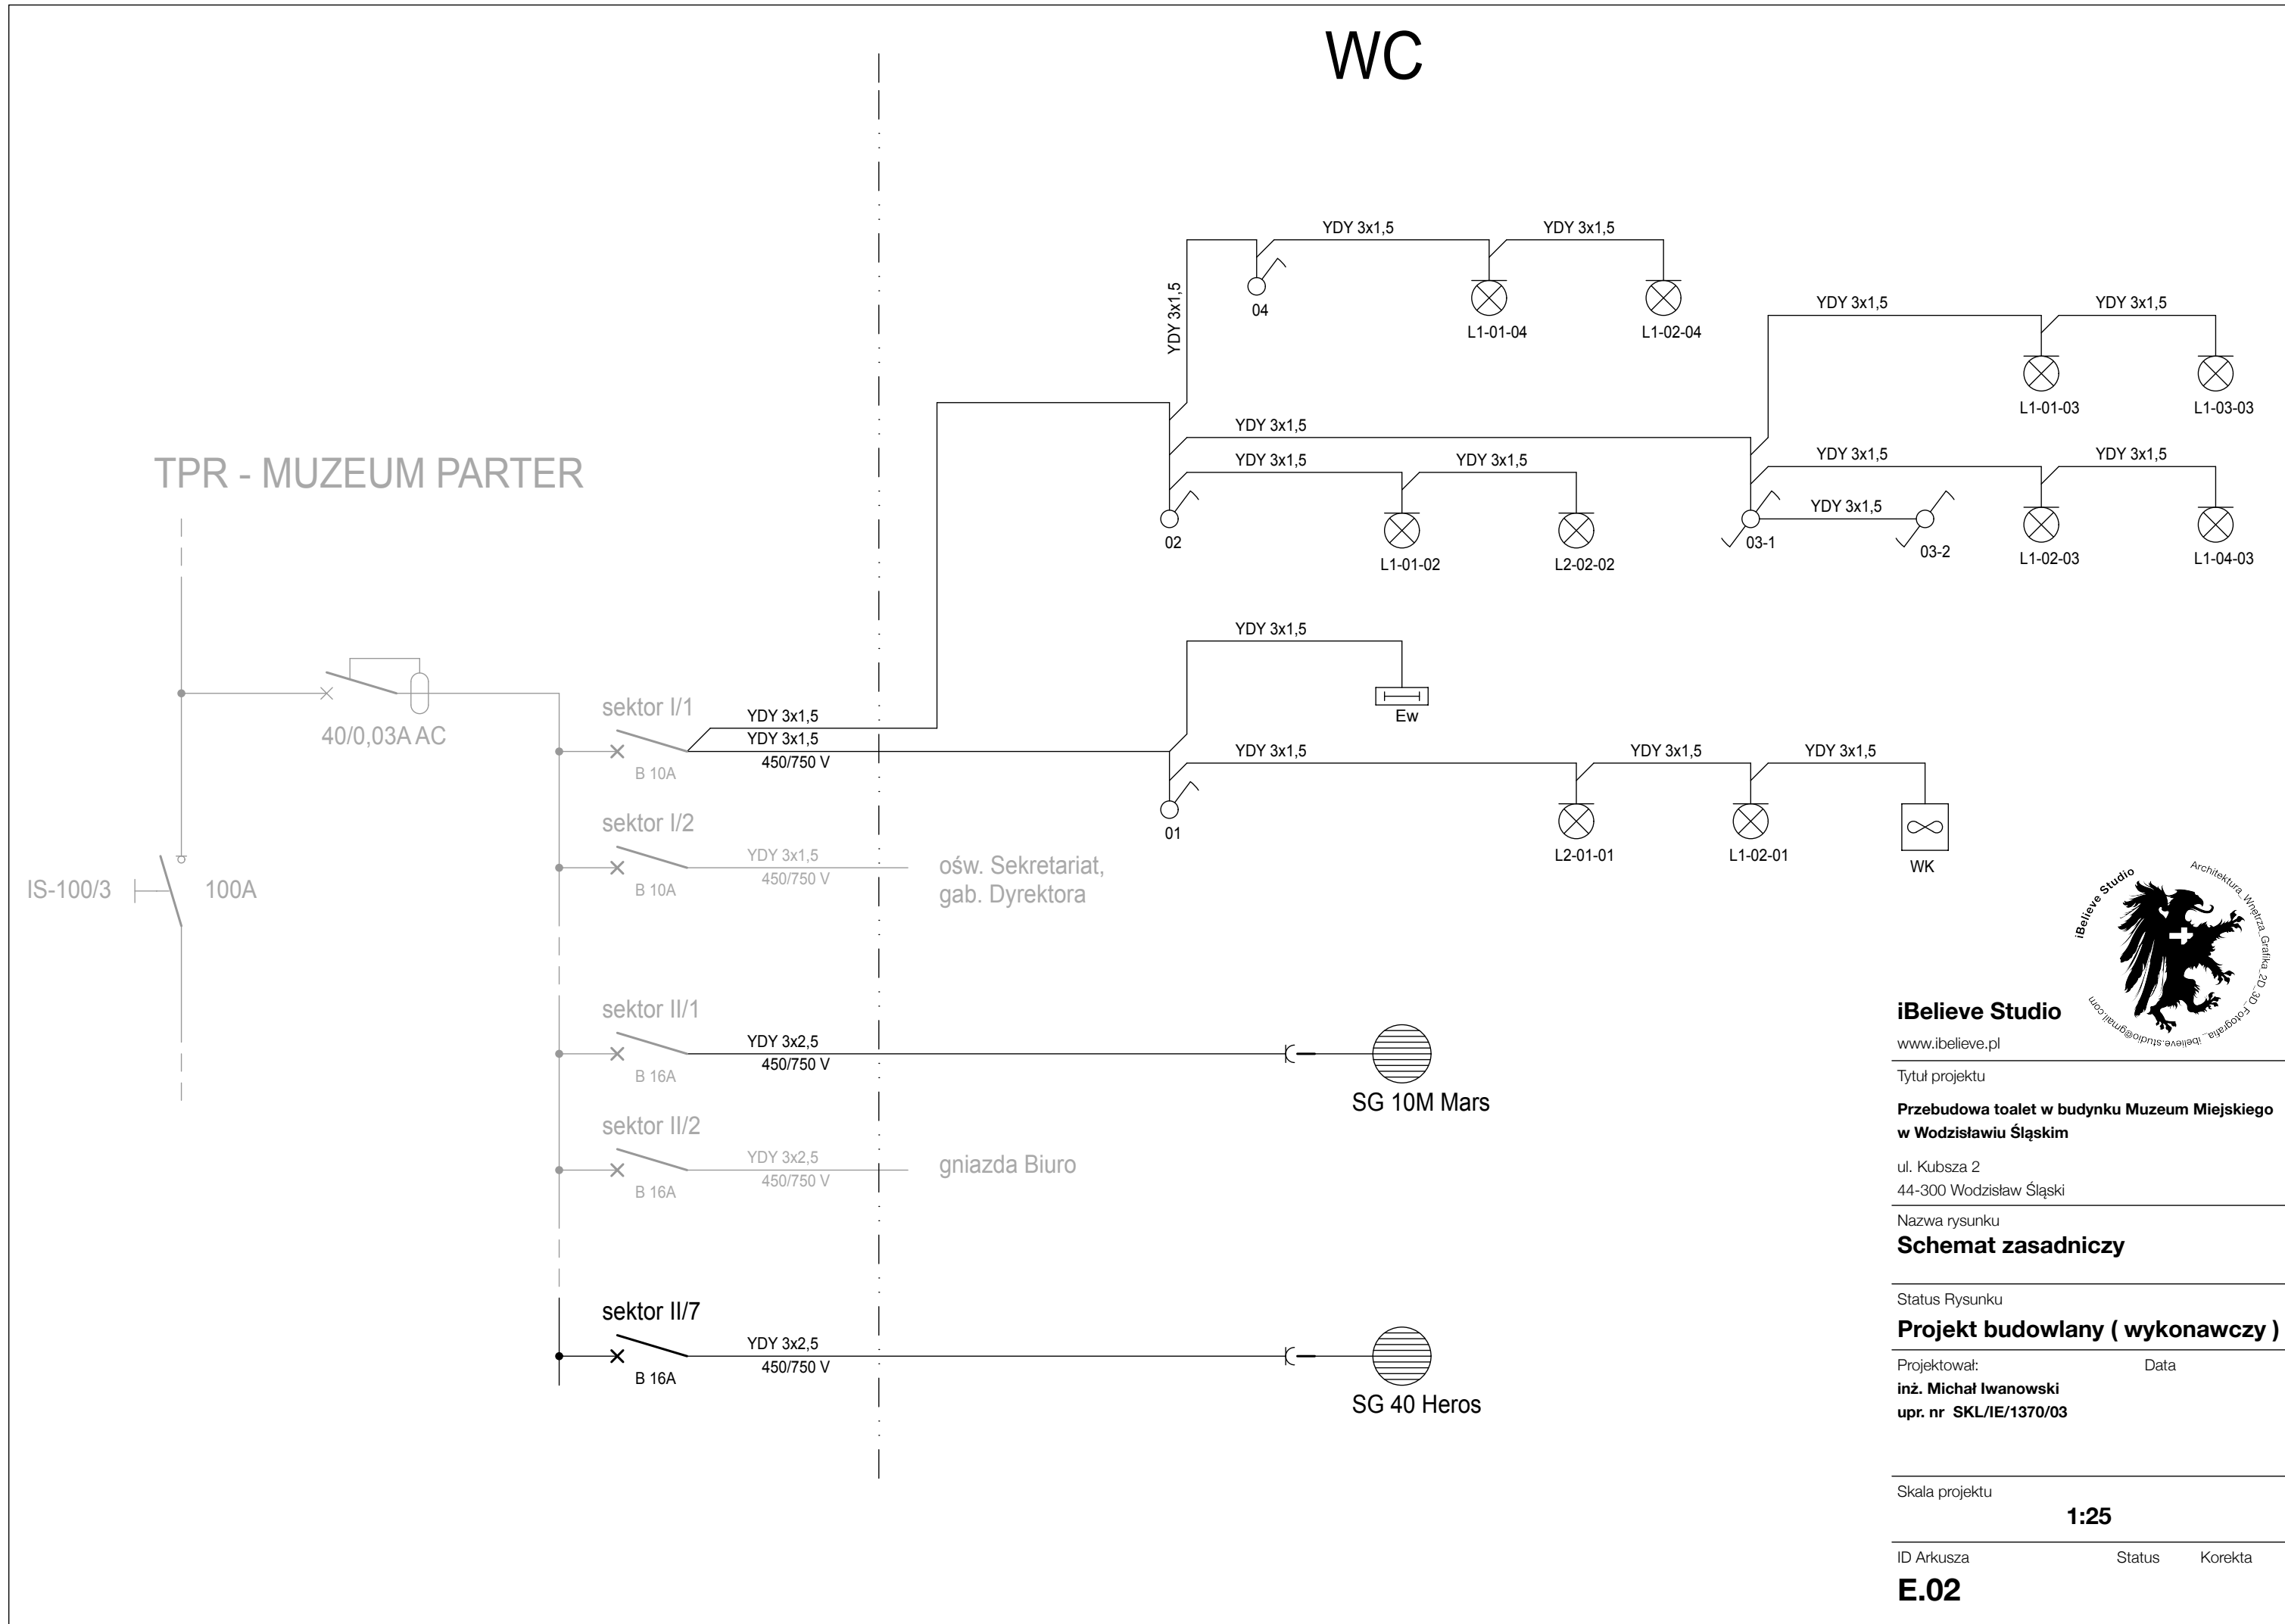 WC
YDY 3x1,5
YDY 3x1,5
YDY 3x1,5
04
L1-01-04
L1-02-04
YDY 3x1,5
YDY 3x1,5
L1-01-03
L1-03-03
YDY 3x1,5
YDY 3x1,5
YDY 3x1,5
YDY 3x1,5
YDY 3x1,5
YDY 3x1,5
02
L1-01-02
L2-02-02
03-1
03-2
L1-02-03
L1-04-03
TPR - MUZEUM PARTER
40/0,03A AC
IS-100/3
100A
YDY 3x1,5
Ew
sektor I/1
YDY 3x1,5
YDY 3x1,5
450/750 V
B 10A
YDY 3x1,5
YDY 3x1,5
YDY 3x1,5
01
L2-01-01
L1-02-01
WK
sektor I/2
YDY 3x1,5
450/750 V
B 10A
ośw. Sekretariat,
gab. Dyrektora
sektor II/1
YDY 3x2,5
450/750 V
B 16A
SG 10M Mars
sektor II/2
YDY 3x2,5
450/750 V
B 16A
gniazda Biuro
sektor II/7
YDY 3x2,5
450/750 V
B 16A
SG 40 Heros
iBelieve Studio
Architektura_Wnętrza_Grafika_2D_3D_Fotografia_ibelieve.studio@gmail.com
iBelieve Studio
www.ibelieve.pl
Tytuł projektu
Przebudowa toalet w budynku Muzeum Miejskiego
w Wodzisławiu Śląskim
ul. Kubsza 2
44-300 Wodzisław Śląski
Nazwa rysunku
Schemat zasadniczy
Status Rysunku
Projekt budowlany ( wykonawczy )
Projektował: Data
inż. Michał Iwanowski
upr. nr SKL/IE/1370/03
Skala projektu
1:25
ID Arkusza Status Korekta
E.02